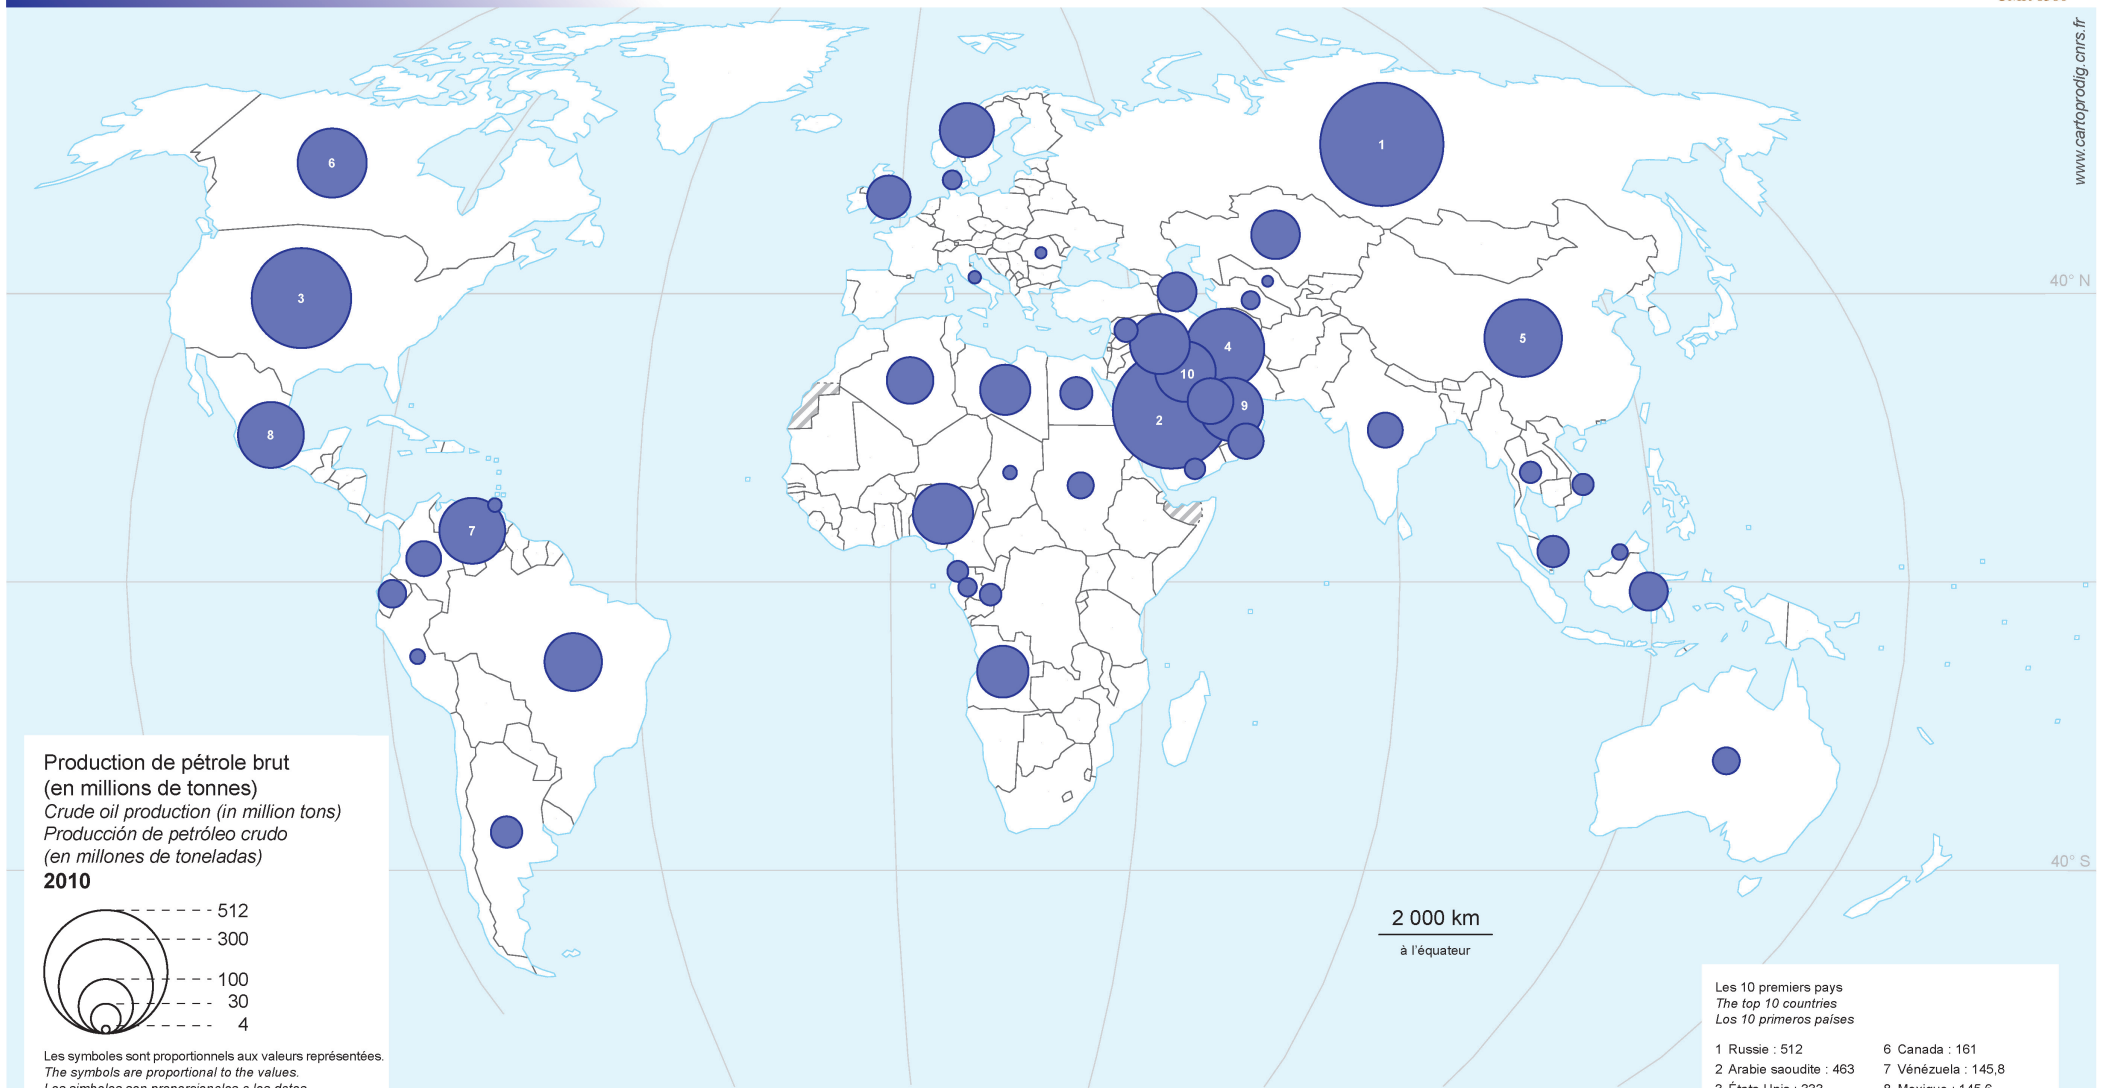 www.cartoprodig.cnrs.fr
1
6
3
40° N
5
4
10
9
2
8
7
40° S
Production de pétrole brut
(en millions de tonnes)
Crude oil production (in million tons)
Producción de petróleo crudo
(en millones de toneladas)
2010
512
300
100
30
4
Les symboles sont proportionnels aux valeurs représentées.
The symbols are proportional to the values.
2 000 km
à l'équateur
Les 10 premiers pays
The top 10 countries
Los 10 primeros países
1 Russie : 512
2 Arabie saoudite : 463
6 Canada : 161
7 Vénézuela : 145,8